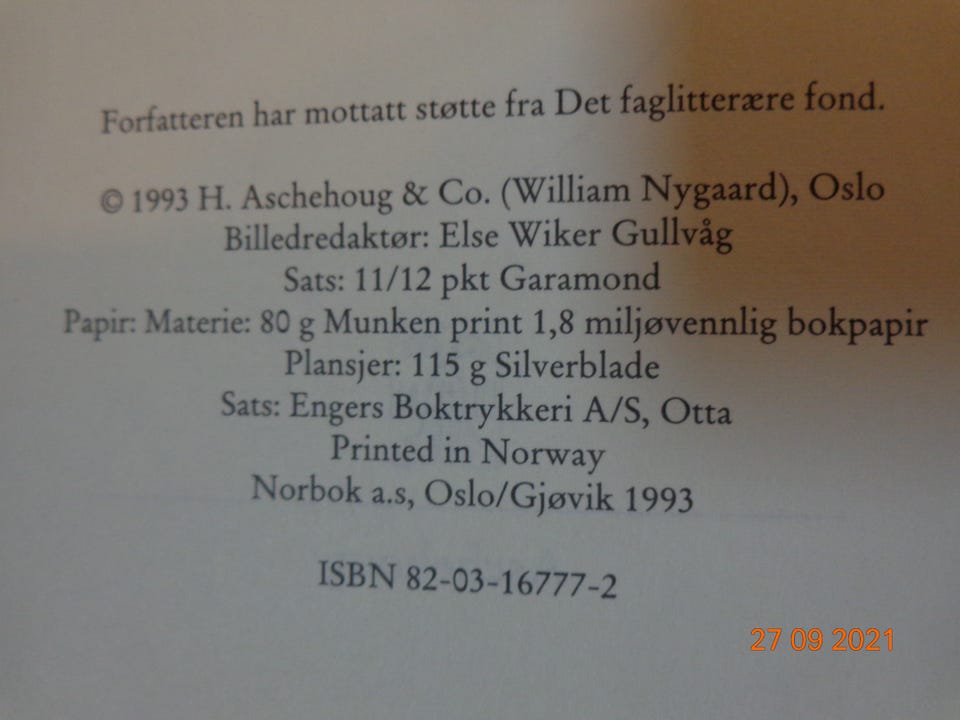 Forfatteren har mottatt støtte fra Det faglitterære fond.
© 1993 H. Aschehoug & Co. (William Nygaard), Oslo
Billedredaktør: Else Wiker Gullvåg
Sats: 11/12 pkt Garamond
Papir: Materie: 80 g Munken print 1,8 miljøvennlig bokpapir
Plansjer: 115 g Silverblade
Sats: Engers Boktrykkeri A/S, Otta
Printed in Norway
Norbok a.s, Oslo/Gjøvik 1993
ISBN 82-03-16777-2
27 09 2021